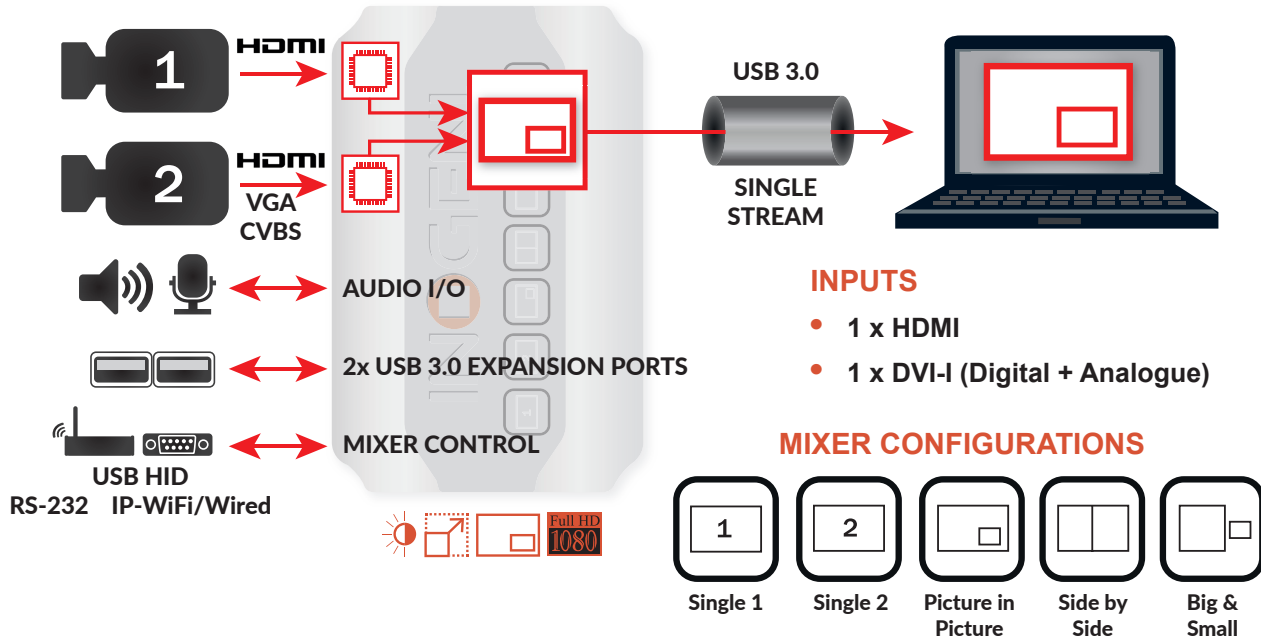 1
HDMI
2
HDMI
VGA
CVBS
AUDIO I/O
2x USB 3.0 EXPANSION PORTS
MIXER CONTROL
USB HID
RS-232 IP-WiFi/Wired
INOGENI
1
Full HD
1080
USB 3.0
SINGLE
STREAM
INPUTS
• 1 x HDMI
• 1 x DVI-I (Digital + Analogue)
MIXER CONFIGURATIONS
1
2
Single 1
Single 2
Picture in
Picture
Side by
Side
Big &
Small